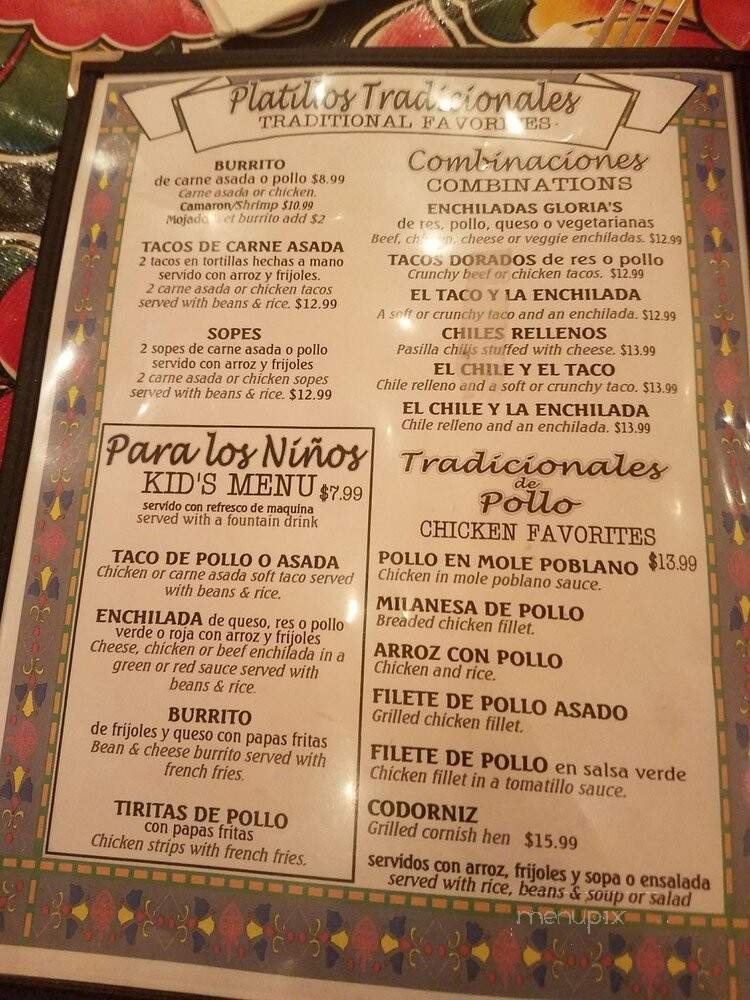 Platillos Tradicionales
TRADITIONAL FAVORITES
BURRITO
de carne asada o pollo $8.99
Carne asada or chicken.
Camaron/Shrimp $10.99
Mojado et burrito add $2
TACOS DE CARNE ASADA
2 tacos en tortillas hechas a mano
servido con arroz y frijoles.
2 carne asada or chicken tacos
served with beans & rice. $12.99
SOPES
2 sopes de carne asada o pollo
servido con arroz y frijoles
2 carne asada or chicken sopes
served with beans & rice. $12.99
Para los Niños
KID'S MENU $7.99
servido con refresco de maquina
served with a fountain drink
TACO DE POLLO O ASADA
Chicken or carne asada soft taco served
with beans & rice.
ENCHILADA de queso, res o pollo
verde o roja con arroz y frijoles
Cheese, chicken or beef enchilada in a
green or red sauce served with
beans & rice.
BURRITO
de frijoles y queso con papas fritas
Bean & cheese burrito served with
french fries.
TIRITAS DE POLLO
con papas fritas
Chicken strips with french fries.
Combinaciones
COMBINATIONS
ENCHILADAS GLORIA'S
de res, pollo, queso o vegetarianas
Beef, chicken, cheese or veggie enchiladas. $12.99
TACOS DORADOS de res o pollo
Crunchy beef or chicken tacos. $12.99
EL TACO Y LA ENCHILADA
A soft or crunchy taco and an enchilada. $12.99
CHILES RELLENOS
Pasilla chilis stuffed with cheese. $13.99
EL CHILE Y EL TACO
Chile relleno and a soft or crunchy taco. $13.99
EL CHILE Y LA ENCHILADA
Chile relleno and an enchilada. $13.99
Tradicionales
de
Pollo
CHICKEN FAVORITES
POLLO EN MOLE POBLANO $13.99
Chicken in mole poblano sauce.
MILANESA DE POLLO
Breaded chicken fillet.
ARROZ CON POLLO
Chicken and rice.
FILETE DE POLLO ASADO
Grilled chicken fillet.
FILETE DE POLLO en salsa verde
Chicken fillet in a tomatillo sauce.
CODORNIZ
Grilled cornish hen $15.99
servidos con arroz, frijoles y sopa o ensalada
served with rice, beans & soup or salad
menupix